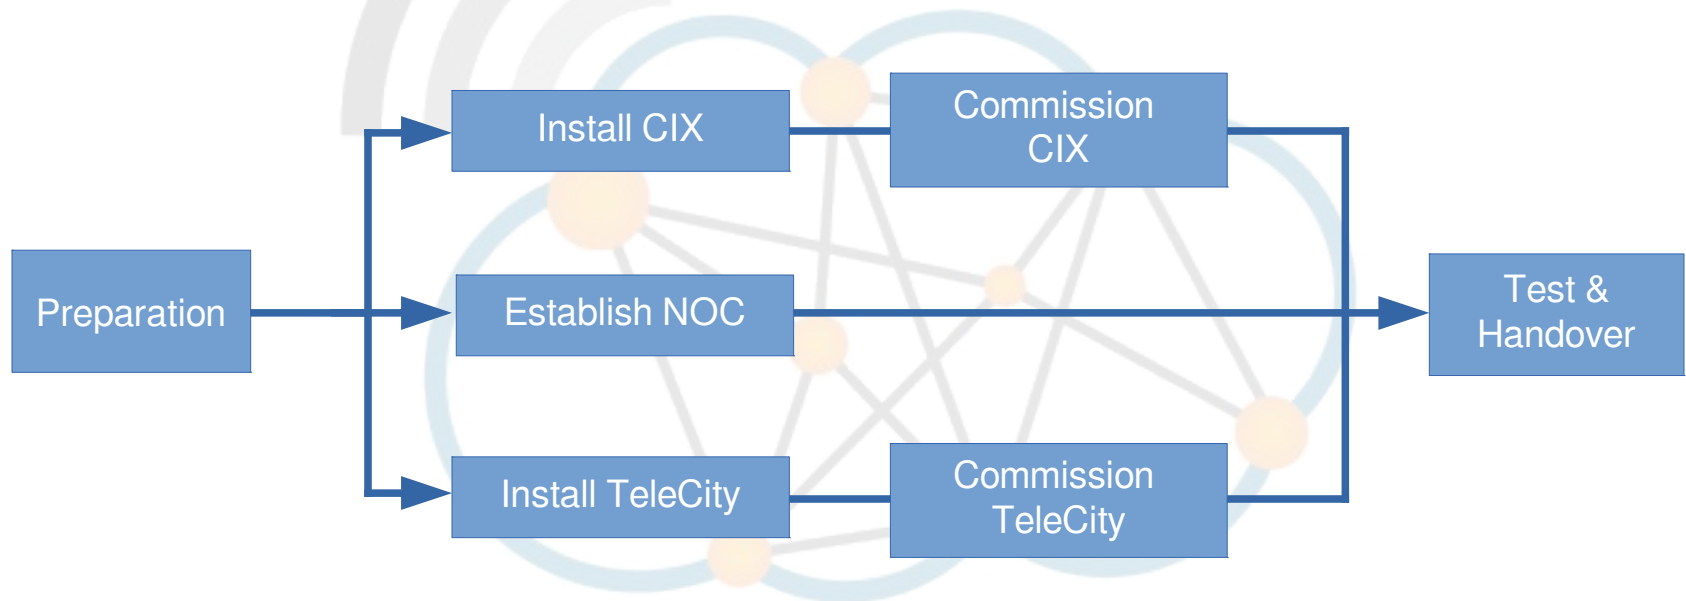 Preparation
Install CIX
Commission
CIX
Establish NOC
Install TeleCity
Commission
TeleCity
Test &
Handover